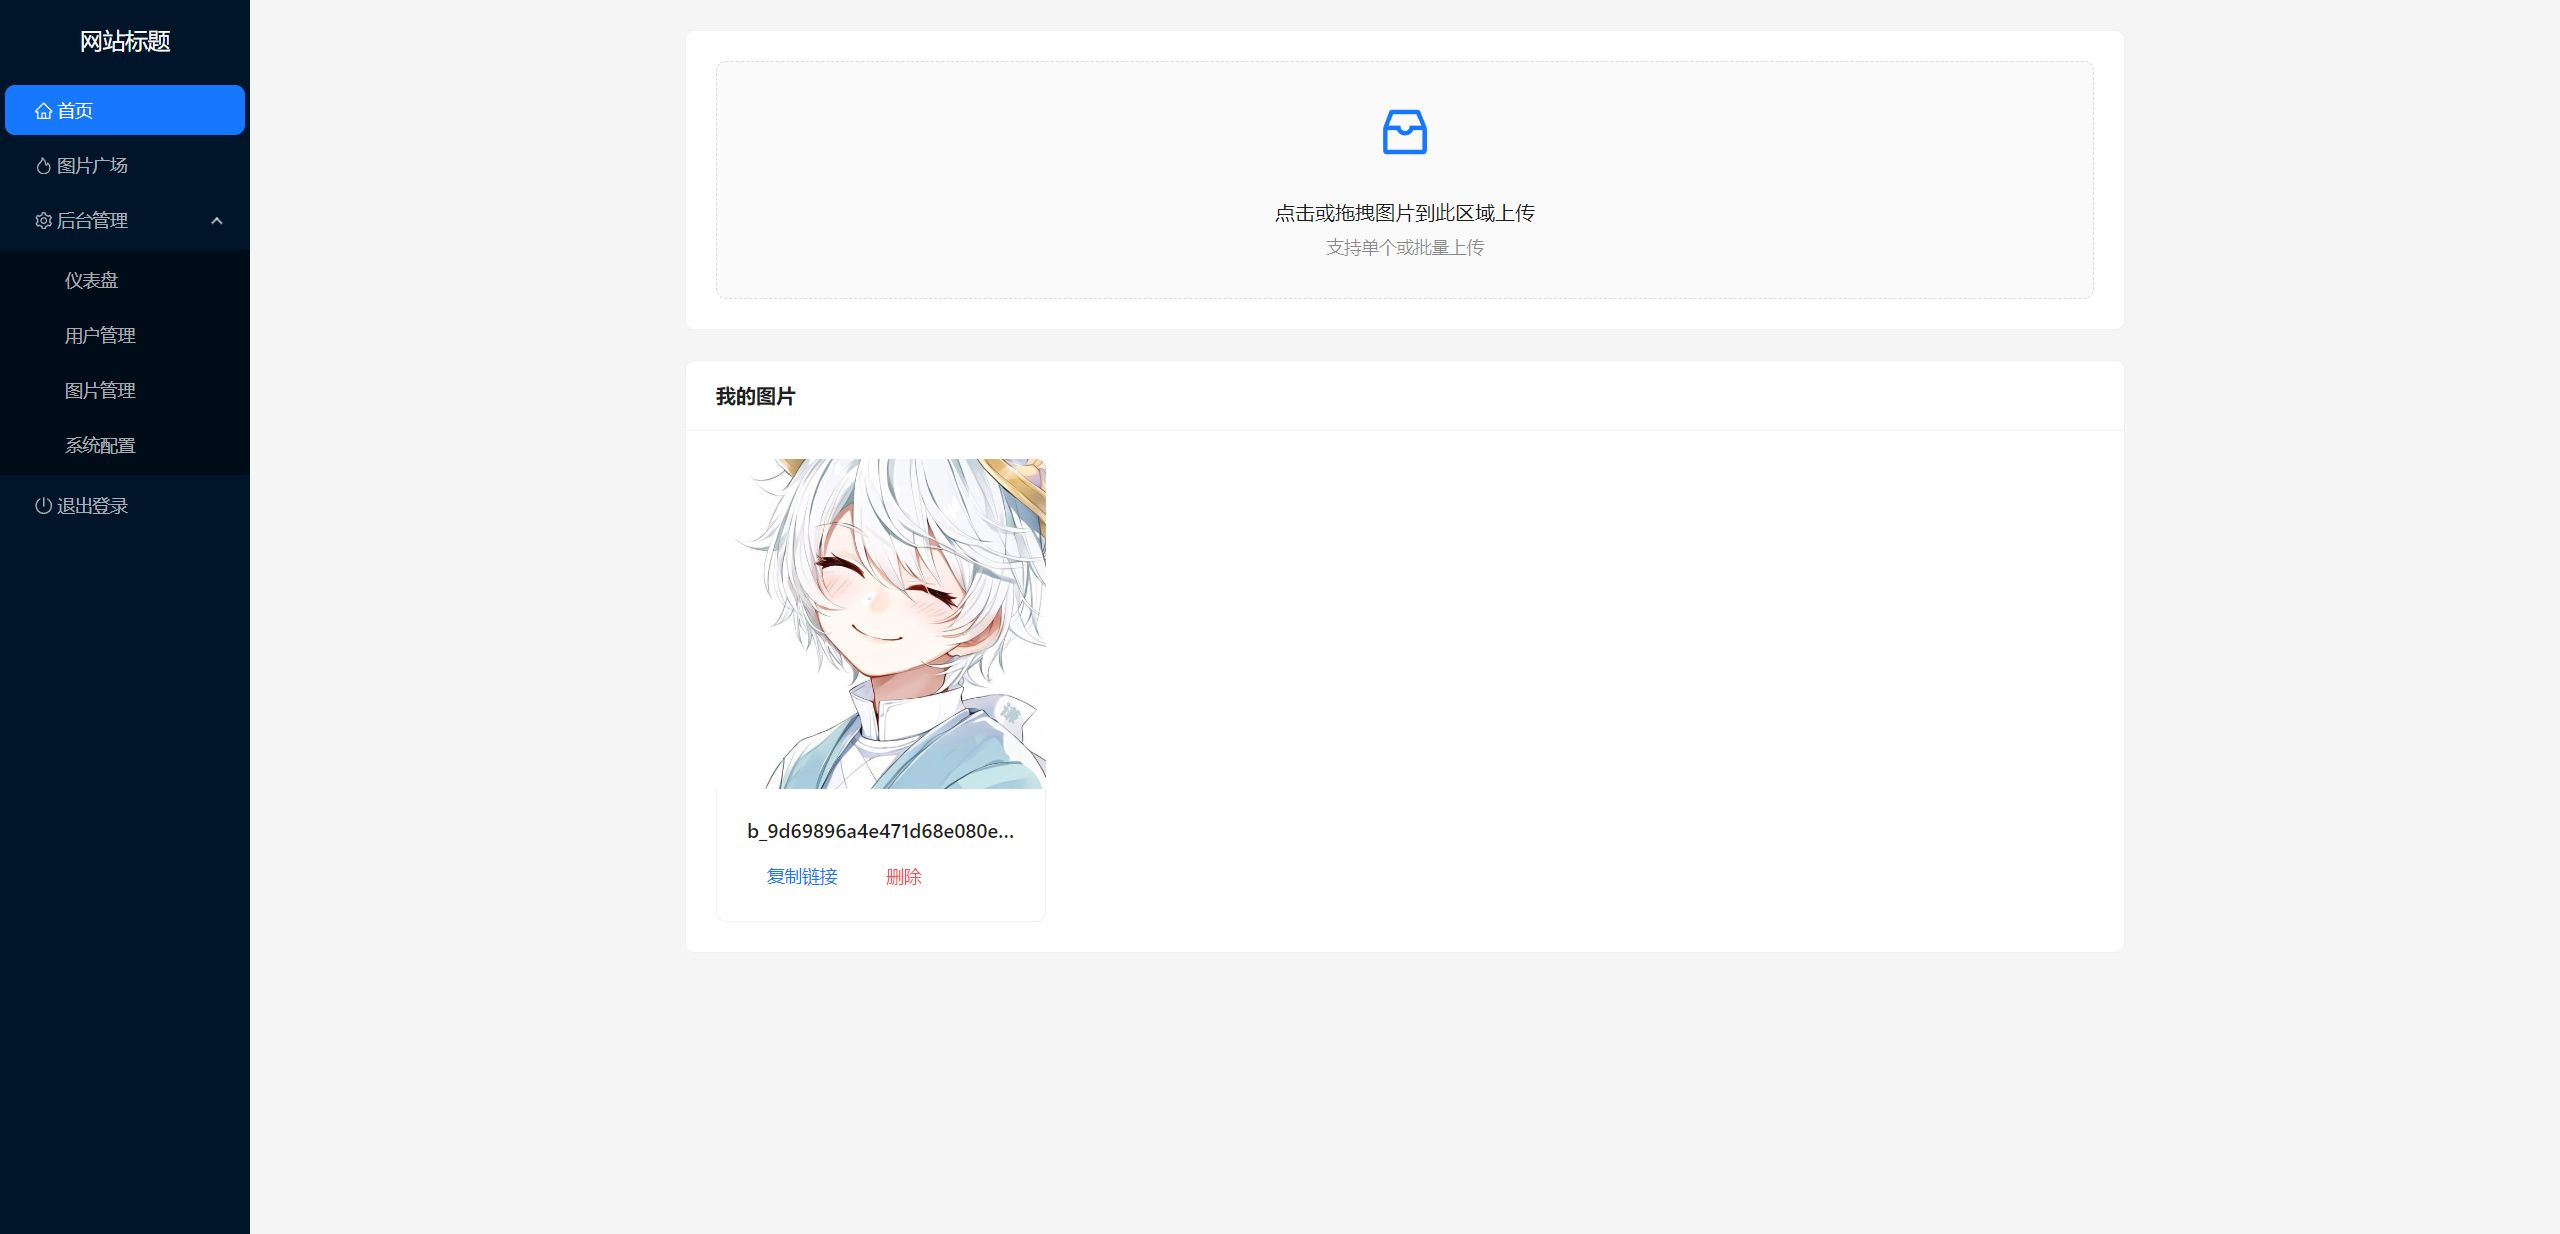 网站标题
首页
图片广场
后台管理
仪表盘
用户管理
图片管理
系统配置
退出登录
点击或拖拽图片到此区域上传
支持单个或批量上传
我的图片
谦
b_9d69896a4e471d68e080e...
复制链接
删除